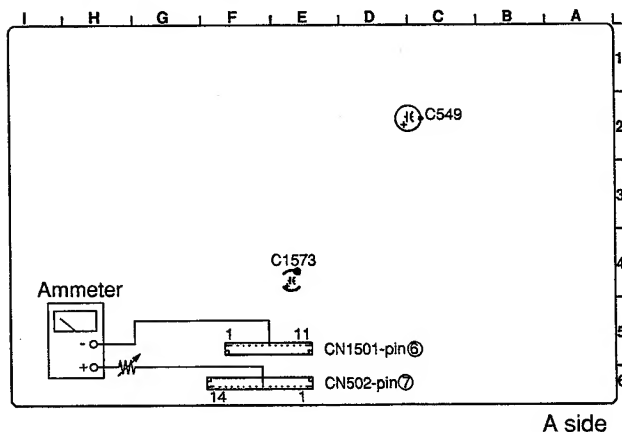 I H G F E D C B A
1
C549
2
3
C1573
4
Ammeter
1 11
5
- CN1501-pin⑥
+ CN502-pin⑦
6
14 1
A side